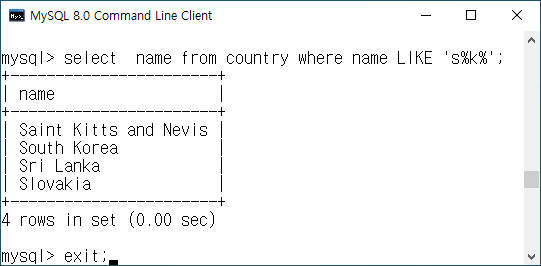 MySQL 8.0 Command Line Client
mysql> select  name from country where name LIKE 's%k%';
+-----------------------+
| name                  |
+-----------------------+
| Saint Kitts and Nevis |
| South Korea           |
| Sri Lanka             |
| Slovakia              |
+-----------------------+
4 rows in set (0.00 sec)
mysql> exit;